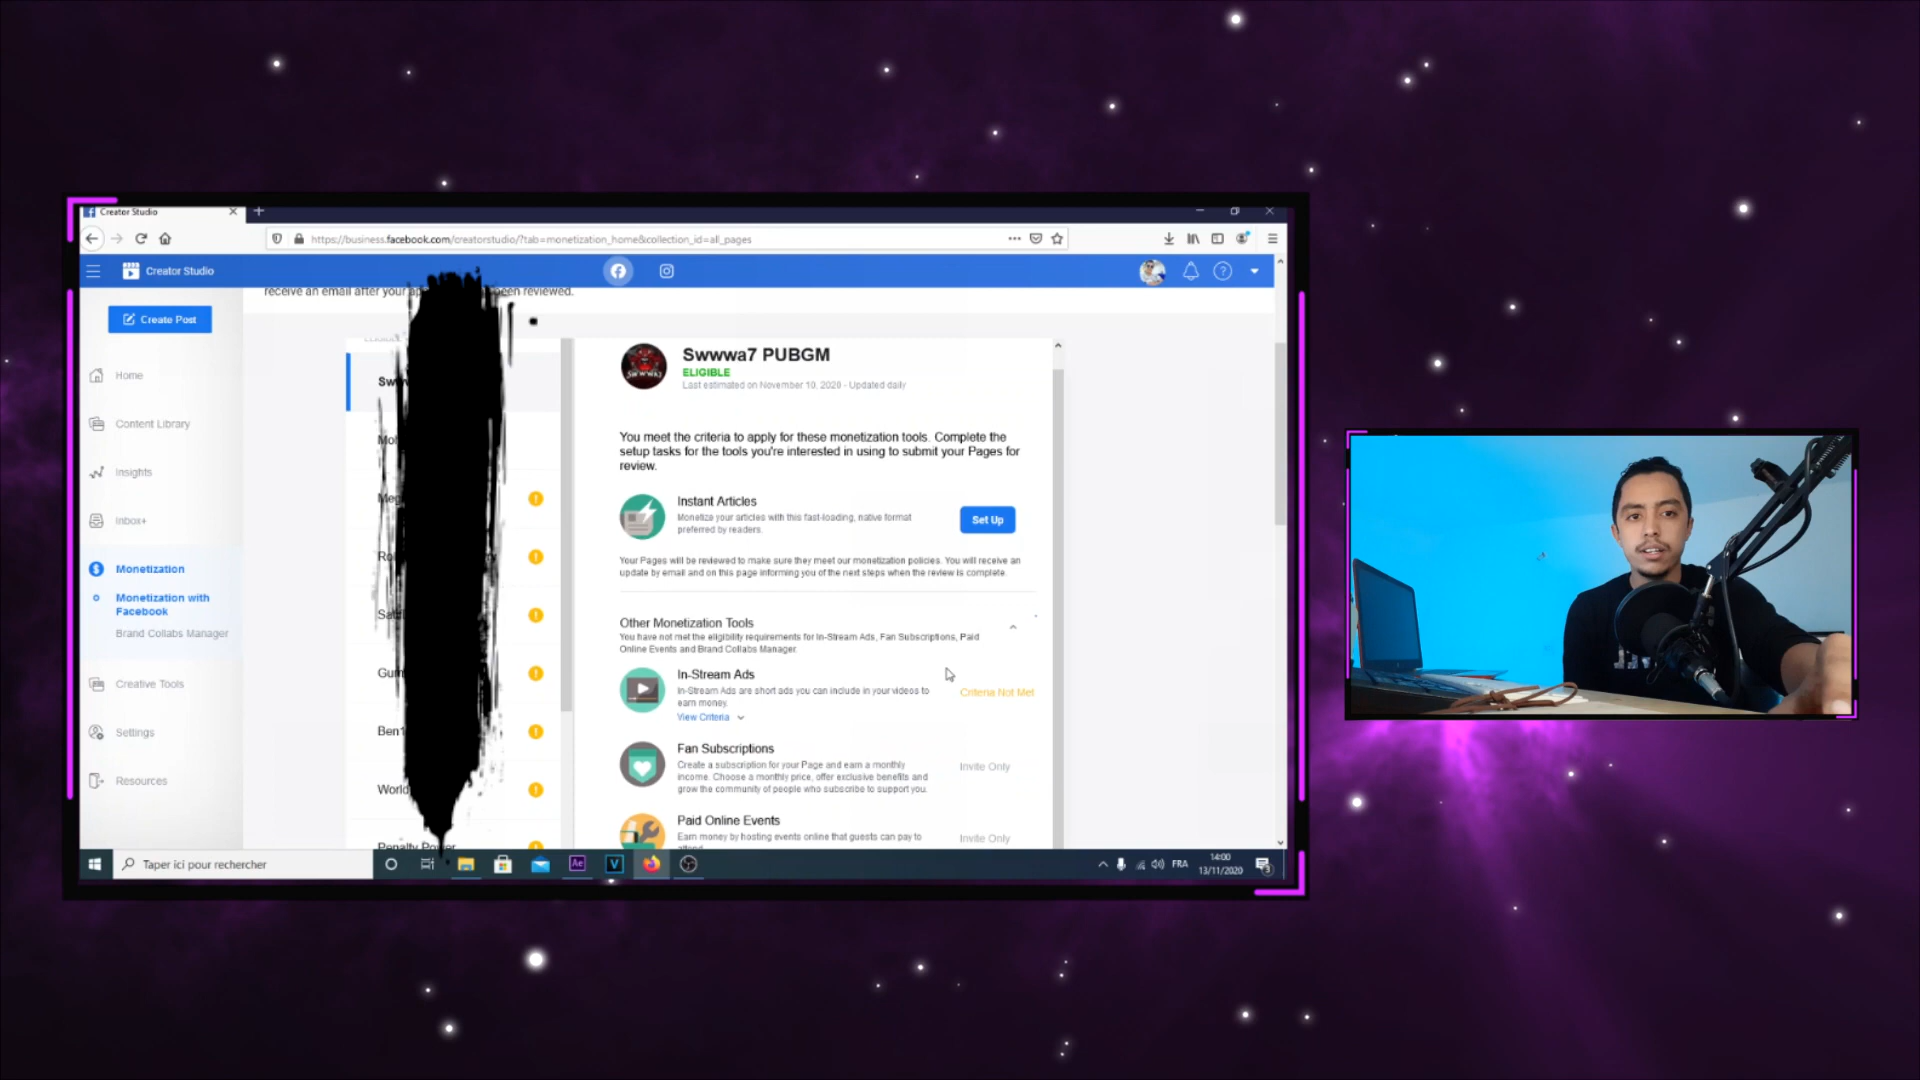 Creator Studio
https://business.facebook.com/creatorstudio/?tab=monetization_home&collection_id=all_pages
Creator Studio
receive an email after your ap been reviewed.
Create Post
Home
Content Library
Insights
Inbox+
Monetization
Monetization with
Facebook
Brand Collabs Manager
Creative Tools
Settings
Resources
World
Penalty Power
Swwwa7 PUBGM
ELIGIBLE
Last estimated on November 10, 2020 - Updated daily
You meet the criteria to apply for these monetization tools. Complete the
setup tasks for the tools you're interested in using to submit your Pages for
review.
Instant Articles
Monetize your articles with this fast-loading, native format
preferred by readers.
Set Up
Your Pages will be reviewed to make sure they meet our monetization policies. You will receive an
update by email and on this page informing you of the next steps when the review is complete.
Other Monetization Tools
You have not met the eligibility requirements for In-Stream Ads, Fan Subscriptions, Paid
Online Events and Brand Collabs Manager.
In-Stream Ads
In-Stream Ads are short ads you can include in your videos to
earn money.
View Criteria
Criteria Not Met
Fan Subscriptions
Create a subscription for your Page and earn a monthly
income. Choose a monthly price, offer exclusive benefits and
grow the community of people who subscribe to support you.
Invite Only
Paid Online Events
Earn money by hosting events online that guests can pay to
attend.
Invite Only
Taper ici pour rechercher
Ae
V
FRA
14:00
13/11/2020
3